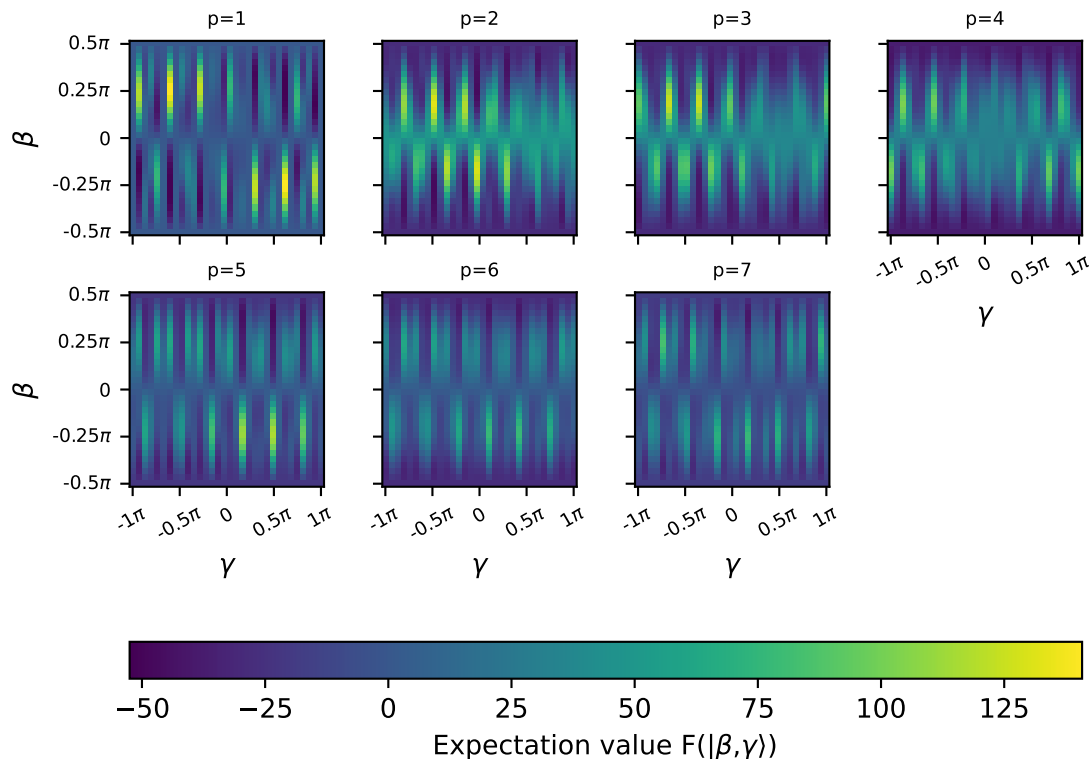 p=1 p=2 p=3 p=4
0.5π
0.25π
0
-0.25π
-0.5π
β
-1π -0.5π 0 0.5π 1π
γ
p=5 p=6 p=7
0.5π
0.25π
0
-0.25π
-0.5π
β
-1π -0.5π 0 0.5π 1π -1π -0.5π 0 0.5π 1π -1π -0.5π 0 0.5π 1π
γ γ γ
−50 −25 0 25 50 75 100 125
Expectation value F(|β,γ⟩)